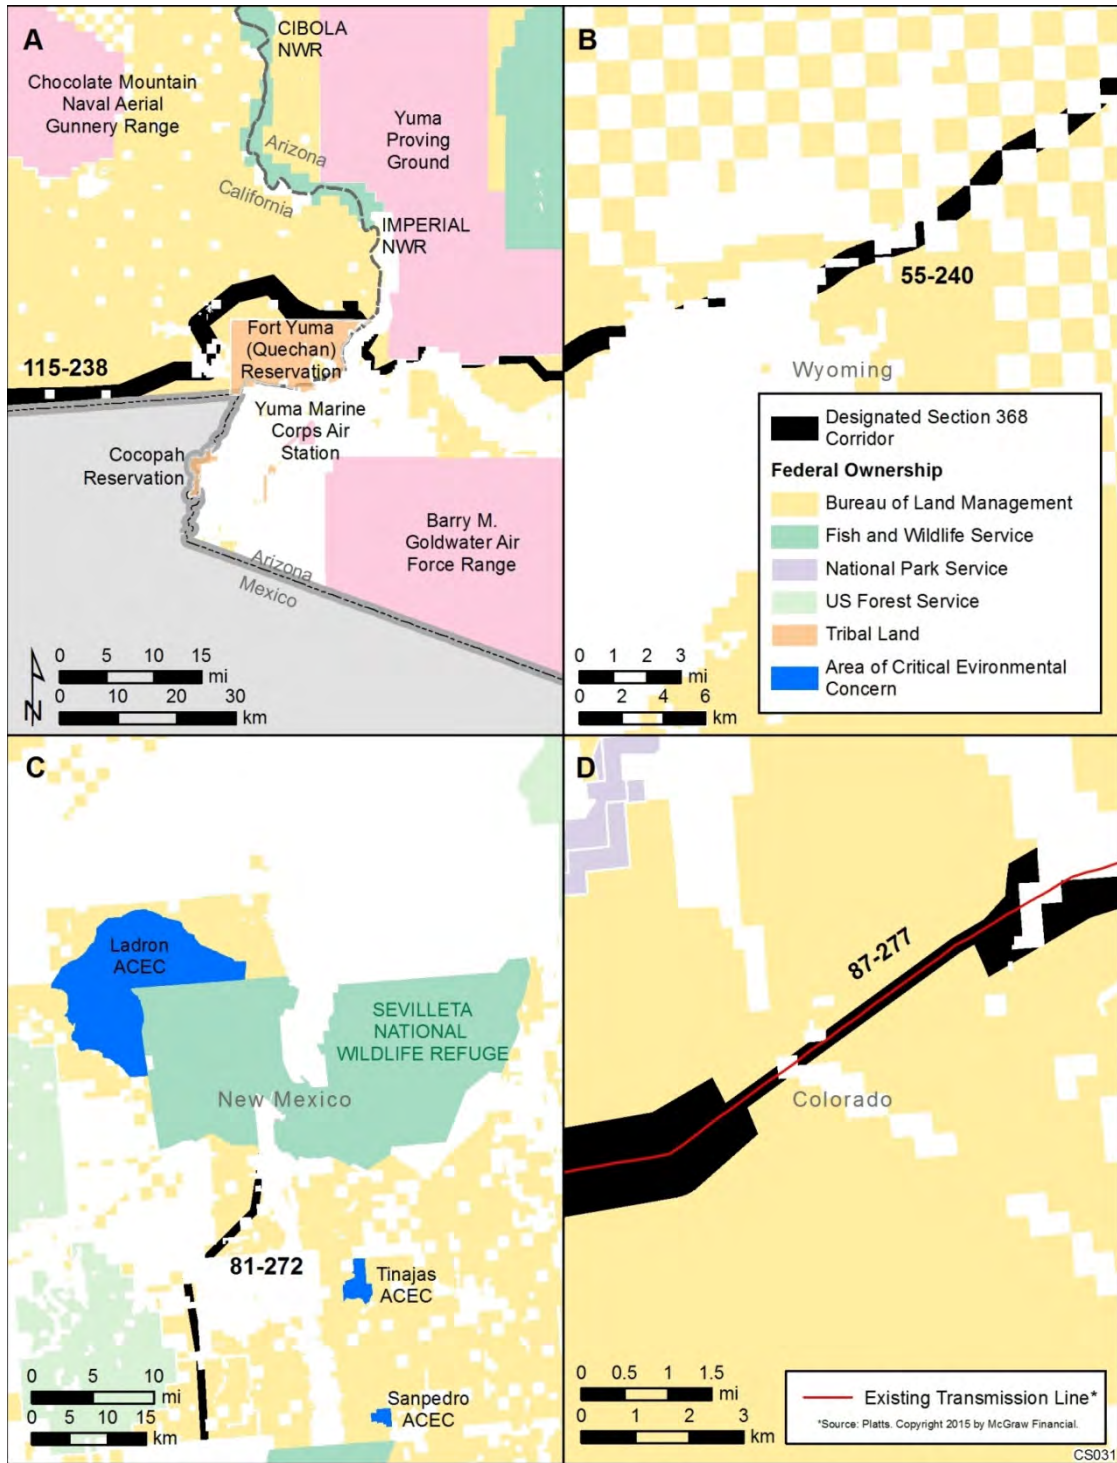 A
CIBOLA
NWR
Chocolate Mountain
Naval Aerial
Gunnery Range
Yuma
Proving
Ground
Arizona
California
IMPERIAL
NWR
Fort Yuma
(Quechan)
Reservation
115-238
Yuma Marine
Corps Air
Station
Cocopah
Reservation
Barry M.
Goldwater Air
Force Range
Arizona
Mexico
N
0 5 10 15
mi
0 10 20 30
km
B
55-240
Wyoming
Designated Section 368
Corridor
Federal Ownership
Bureau of Land Management
Fish and Wildlife Service
National Park Service
US Forest Service
Tribal Land
Area of Critical Evironmental
Concern
0 1 2 3
mi
0 2 4 6
km
C
Ladron
ACEC
SEVILLETA
NATIONAL
WILDLIFE REFUGE
New Mexico
81-272
Tinajas
ACEC
Sanpedro
ACEC
0 5 10
mi
0 5 10 15
km
D
87-277
Colorado
0 0.5 1 1.5
mi
0 1 2 3
km
Existing Transmission Line*
*Source: Platts. Copyright 2015 by McGraw Financial.
CS031